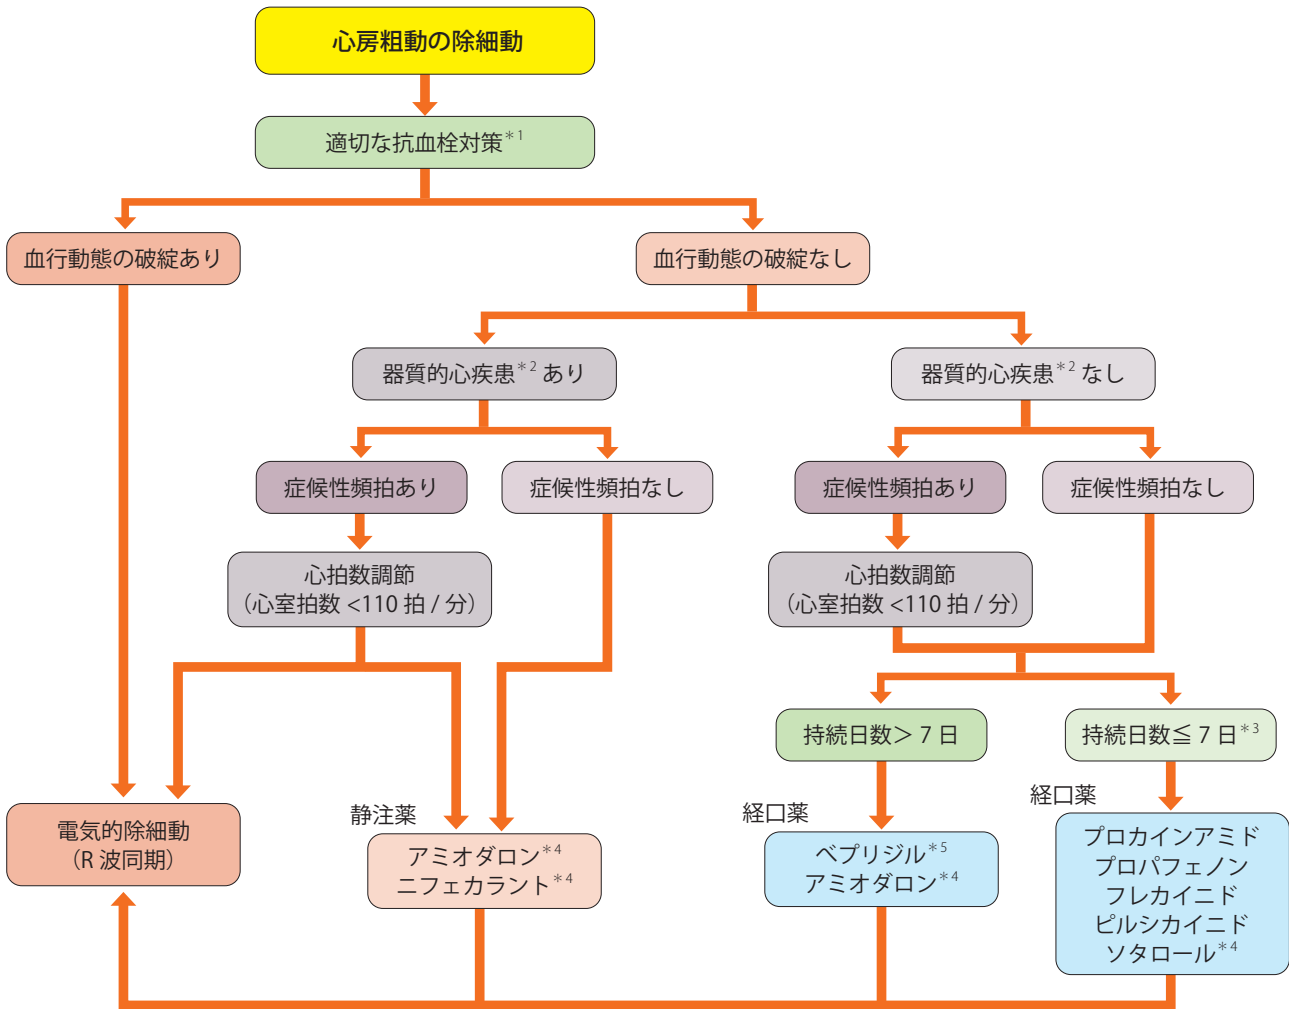 心房粗動の除細動
適切な抗血栓対策*1
血行動態の破綻あり
血行動態の破綻なし
器質的心疾患*2 あり
器質的心疾患*2 なし
症候性頻拍あり
症候性頻拍なし
症候性頻拍あり
症候性頻拍なし
心拍数調節
（心室拍数 <110 拍 / 分）
心拍数調節
（心室拍数 <110 拍 / 分）
持続日数＞ 7 日
持続日数≦ 7 日*3
電気的除細動
（R 波同期）
静注薬
アミオダロン*4
ニフェカラント*4
経口薬
ベプリジル*5
アミオダロン*4
経口薬
プロカインアミド
プロパフェノン
フレカイニド
ピルシカイニド
ソタロール*4